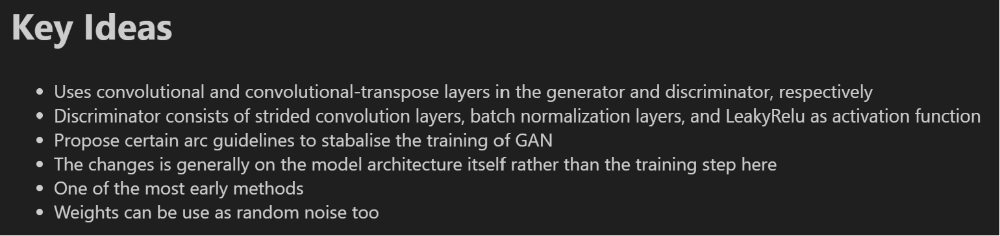 Key Ideas
• Uses convolutional and convolutional-transpose layers in the generator and discriminator, respectively
• Discriminator consists of strided convolution layers, batch normalization layers, and LeakyRelu as activation function
• Propose certain arc guidelines to stabalise the training of GAN
• The changes is generally on the model architecture itself rather than the training step here
• One of the most early methods
• Weights can be use as random noise too